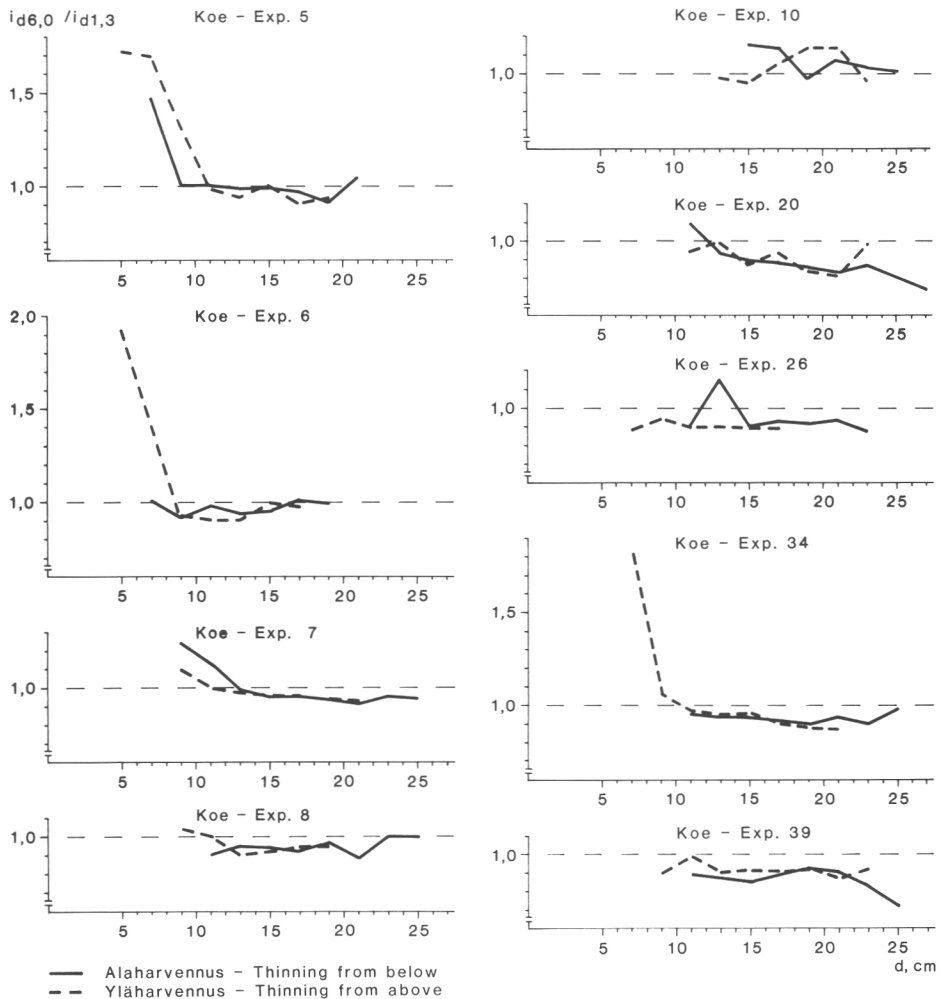 i d6,0 / i d1,3
Koe – Exp. 5
1,5
1,0
5 10 15 20 25
Koe – Exp. 6
2,0
1,5
1,0
5 10 15 20 25
Koe – Exp. 7
1,0
5 10 15 20 25
Koe – Exp. 8
1,0
5 10 15 20 25
Koe – Exp. 10
1,0
5 10 15 20 25
Koe – Exp. 20
1,0
5 10 15 20 25
Koe – Exp. 26
1,0
5 10 15 20 25
Koe – Exp. 34
1,5
1,0
5 10 15 20 25
Koe – Exp. 39
1,0
5 10 15 20 25
d, cm
Alaharvennus – Thinning from below
Yläharvennus – Thinning from above